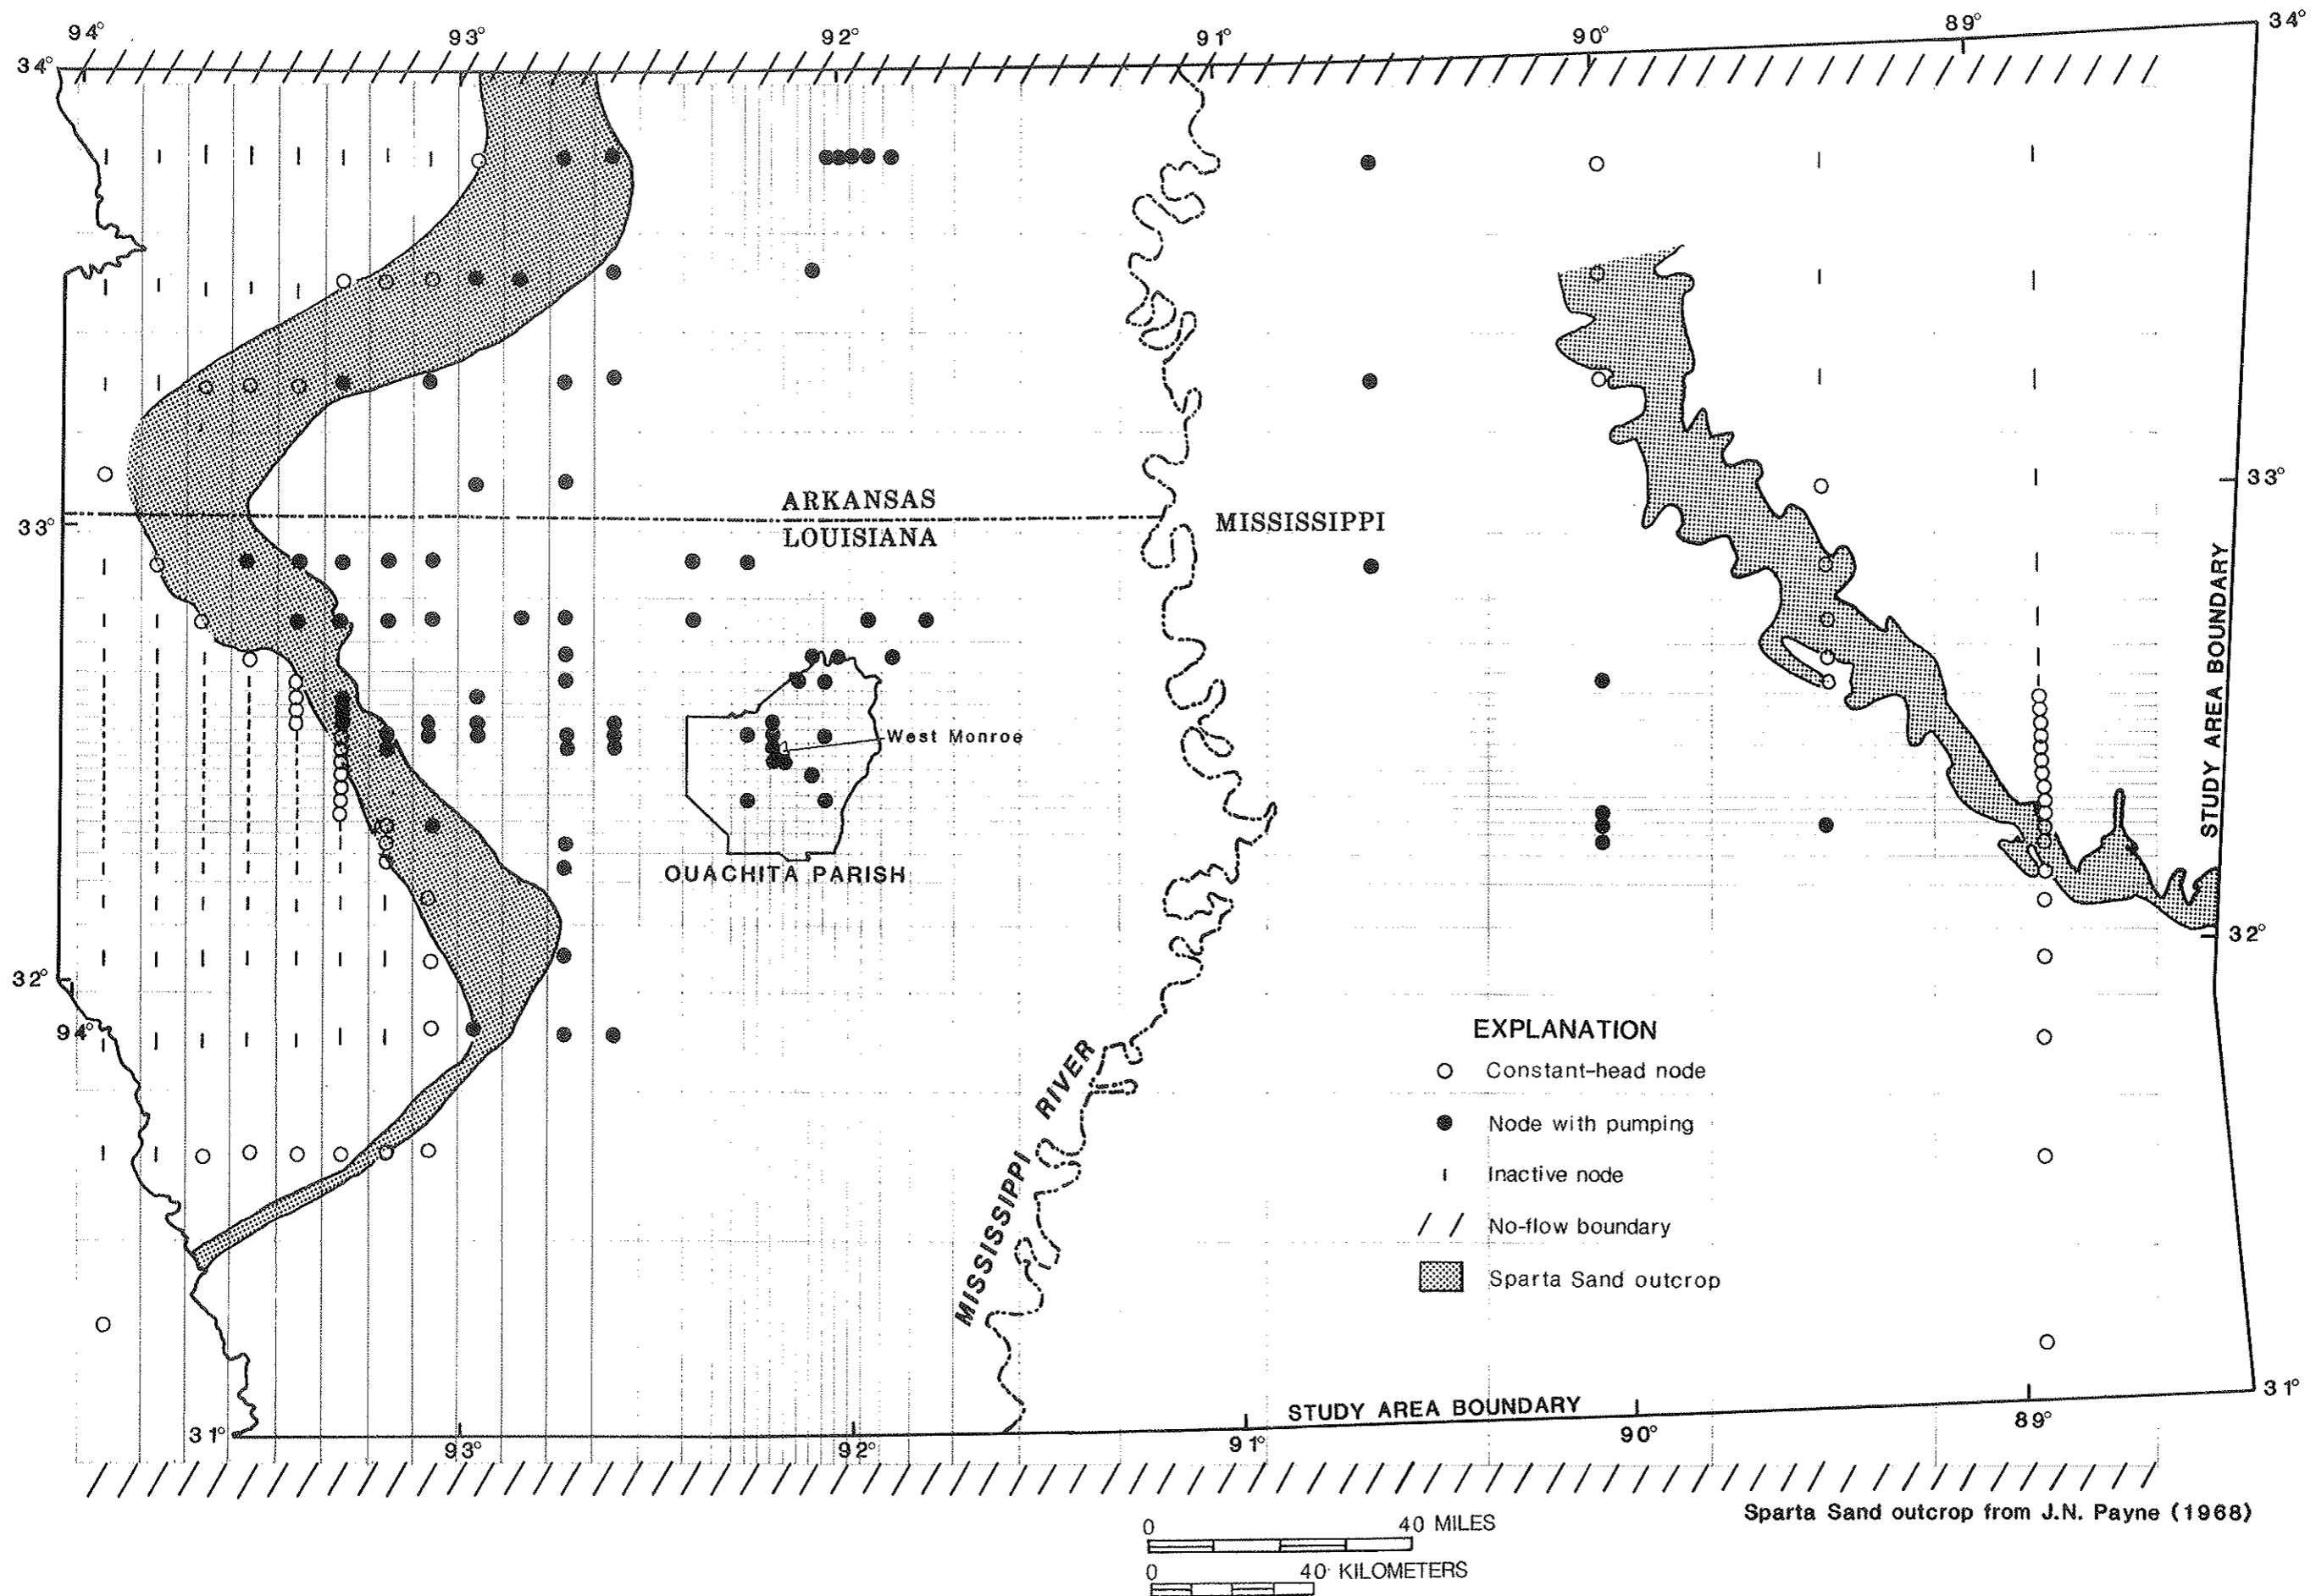 94°
93°
92°
91°
90°
89°
34°
34°
ARKANSAS
LOUISIANA
MISSISSIPPI
33°
33°
West Monroe
OUACHITA PARISH
STUDY AREA BOUNDARY
32°
32°
94°
MISSISSIPPI RIVER
EXPLANATION
Constant-head node
Node with pumping
Inactive node
No-flow boundary
Sparta Sand outcrop
STUDY AREA BOUNDARY
31°
31°
93°
92°
91°
90°
89°
Sparta Sand outcrop from J.N. Payne (1968)
0 40 MILES
0 40 KILOMETERS